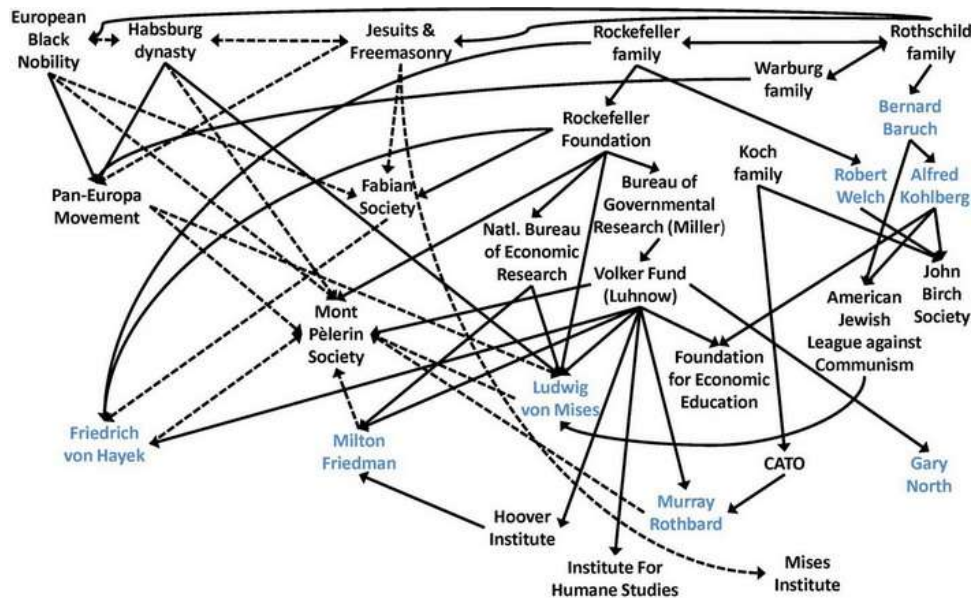 European
Black
Nobility
Habsburg
dynasty
Jesuits &
Freemasonry
Rockefeller
family
Rothschild
family
Warburg
family
Bernard
Baruch
Rockefeller
Foundation
Koch
family
Pan-Europa
Movement
Fabian
Society
Bureau of
Governmental
Research (Miller)
Robert
Welch
Alfred
Kohlberg
Natl. Bureau
of Economic
Research
Volker Fund
(Luhnow)
Mont
Pèlerin
Society
American
Jewish
League against
Communism
John
Birch
Society
Foundation
for Economic
Education
Ludwig
von Mises
Friedrich
von Hayek
Milton
Friedman
CATO
Gary
North
Murray
Rothbard
Hoover
Institute
Institute For
Humane Studies
Mises
Institute